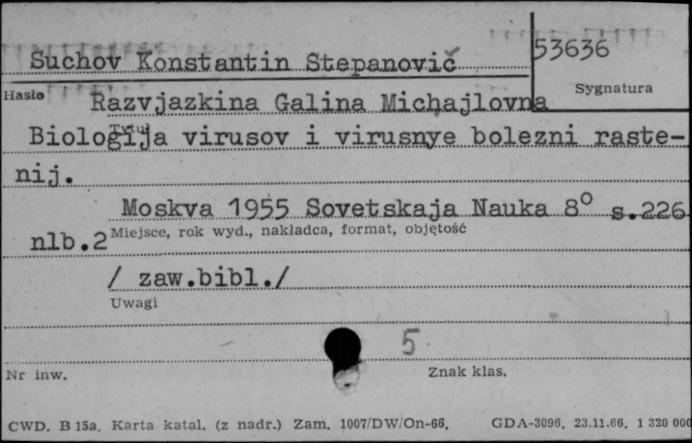 Suchov Konstantin Stepanovič
53636
Sygnatura
Hasło
Razvjazkina Galina Michajlovna
Biologija virusov i virusnye bolezni raste-
Tytuł
nij.
Moskva 1955 Sovetskaja Nauka 8° s.226
nlb.2
Miejsce, rok wyd., nakładca, format, objętość
/ zaw.bibl./
Uwagi
5
Nr inw.
Znak klas.
CWD. B 15a. Karta katal. (z nadr.) Zam. 1007/DW/On-66. GDA-3096. 23.11.66. 1 320 000